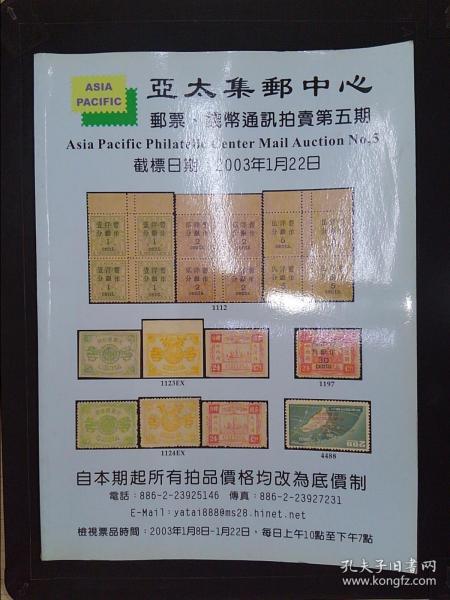 ASIA
PACIFIC
亞太集郵中心
郵票、錢幣通訊拍賣第五期
Asia Pacific Philatelic Center Mail Auction No.5
截標日期：2003年1月22日
1112
1123EX
1197
1124EX
4488
自本期起所有拍品價格均改為底價制
電話：886-2-23925146 傳真：886-2-23927231
E-Mail：yatai888@ms28.hinet.net
檢視票品時間：2003年1月8日-1月22日，每日上午10點至下午7點
孔夫子旧书网
www.kongfz.com